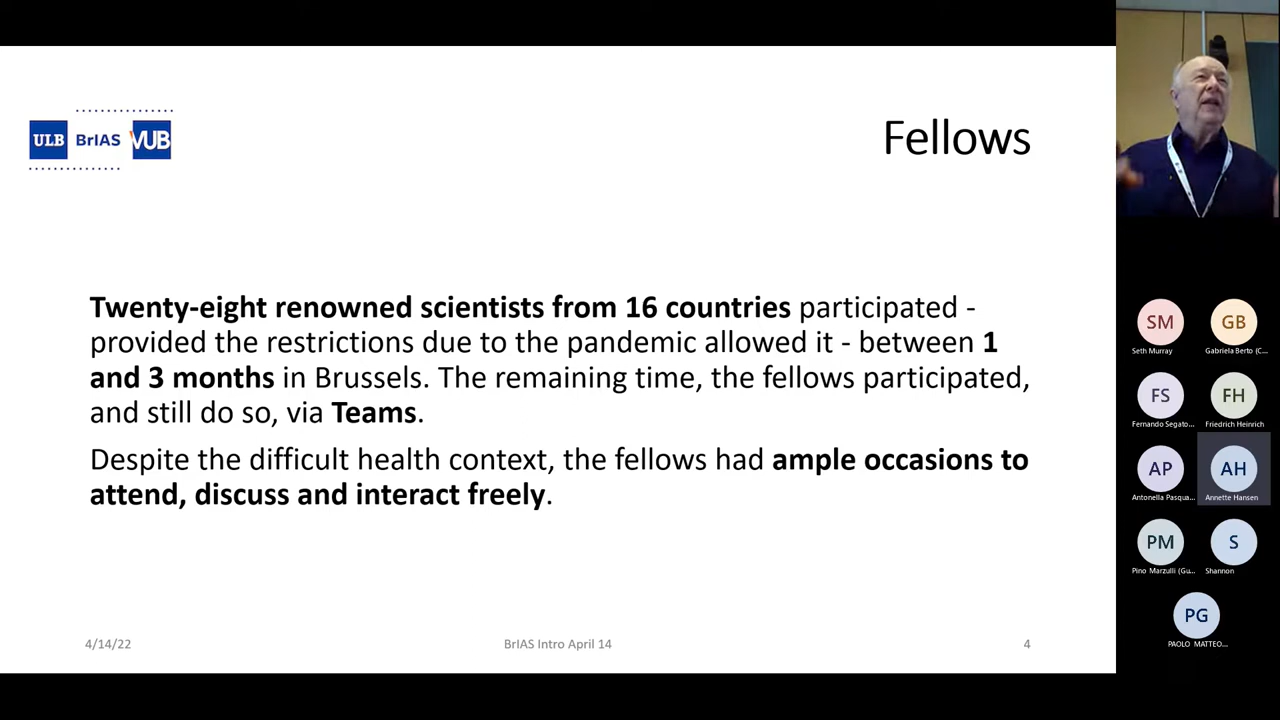 ULB BrIAS VUB
Fellows
Twenty-eight renowned scientists from 16 countries participated -
provided the restrictions due to the pandemic allowed it - between 1
and 3 months in Brussels. The remaining time, the fellows participated,
and still do so, via Teams.
Despite the difficult health context, the fellows had ample occasions to
attend, discuss and interact freely.
4/14/22 BrIAS Intro April 14 4
SM GB
Seth Murray Gabriela Berto (C...
FS FH
Fernando Segato... Friedrich Heinrich
AP AH
Antonella Pasqua... Annette Hansen
PM S
Pino Marzulli (Gu... Shannon
PG
PAOLO MATTEO...